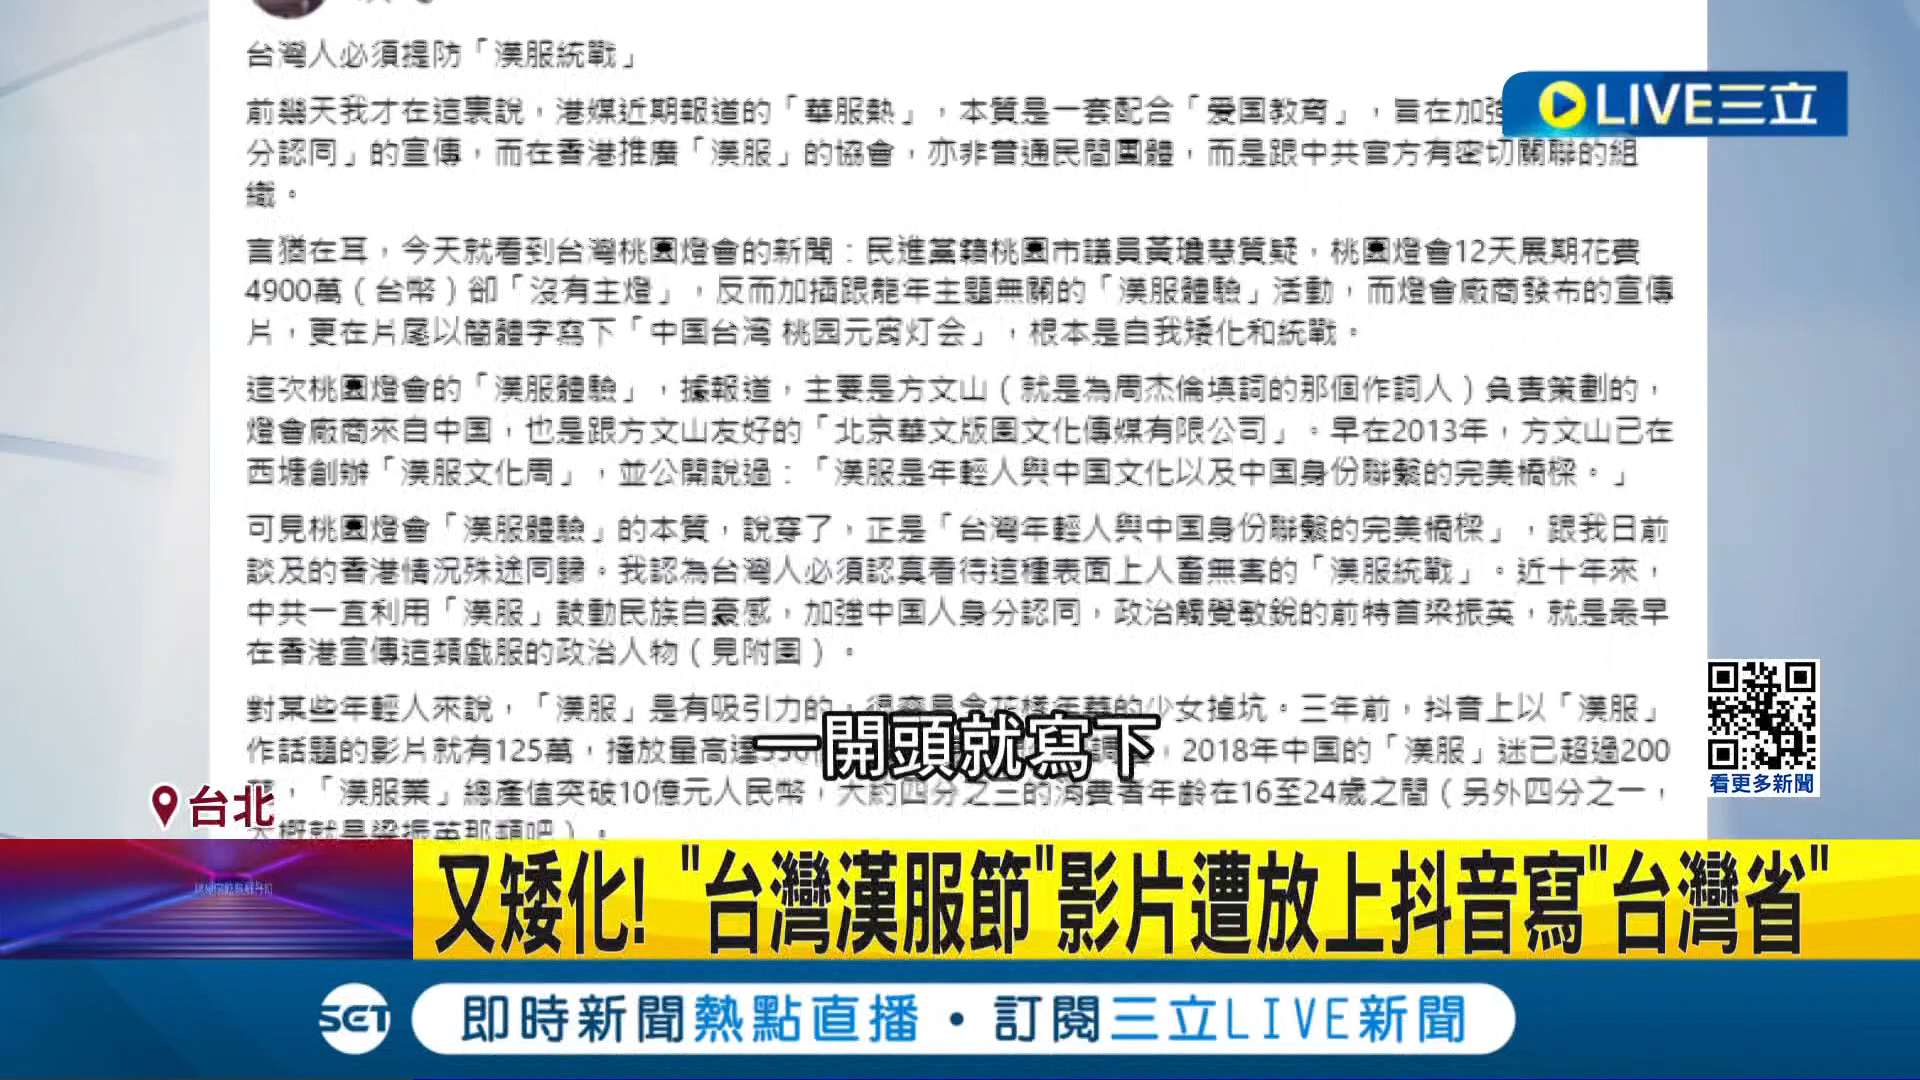 台灣人必須提防「漢服統戰」
LIVE三立
前幾天我才在這裏說，港媒近期報道的「華服熱」，本質是一套配合「爱国教育」，旨在加強
分認同」的宣傳，而在香港推廣「漢服」的協會，亦非普通民間團體，而是跟中共官方有密切關聯的組
織。
言猶在耳，今天就看到台灣桃園燈會的新聞：民進黨籍桃園市議員黃瓊慧質疑，桃園燈會12天展期花費
4900萬（台幣）卻「沒有主燈」，反而加插跟龍年主題無關的「漢服體驗」活動，而燈會廠商發布的宣傳
片，更在片尾以簡體字寫下「中国台湾 桃园元宵灯会」，根本是自我矮化和統戰。
這次桃園燈會的「漢服體驗」，據報道，主要是方文山（就是為周杰倫填詞的那個作詞人）負責策劃的，
燈會廠商來自中国，也是跟方文山友好的「北京華文版圖文化傳媒有限公司」。早在2013年，方文山已在
西塘創辦「漢服文化周」，並公開說過：「漢服是年輕人與中国文化以及中国身份聯繫的完美橋樑。」
可見桃園燈會「漢服體驗」的本質，說穿了，正是「台灣年輕人與中国身份聯繫的完美橋樑」，跟我日前
談及的香港情況殊途同歸。我認為台灣人必須認真看待這種表面上人畜無害的「漢服統戰」。近十年來，
中共一直利用「漢服」鼓動民族自豪感，加強中国人身分認同，政治觸覺敏銳的前特首梁振英，就是最早
在香港宣傳這類戲服的政治人物（見附圖）。
對某些年輕人來說，「漢服」是有吸引力的，很容易令花樣年華的少女掉坑。三年前，抖音上以「漢服」
作話題的影片就有125萬，播放量高達
，2018年中国的「漢服」迷已超過200
，「漢服業」總產值突破10億元人民幣，大約四分之三的消費者年齡在16至24歲之間（另外四分之一，
大概就是梁振英那類吧）。
一開頭就寫下
看更多新聞
台北
又矮化! "台灣漢服節"影片遭放上抖音寫"台灣省"
SET
即時新聞熱點直播・訂閱三立LIVE新聞